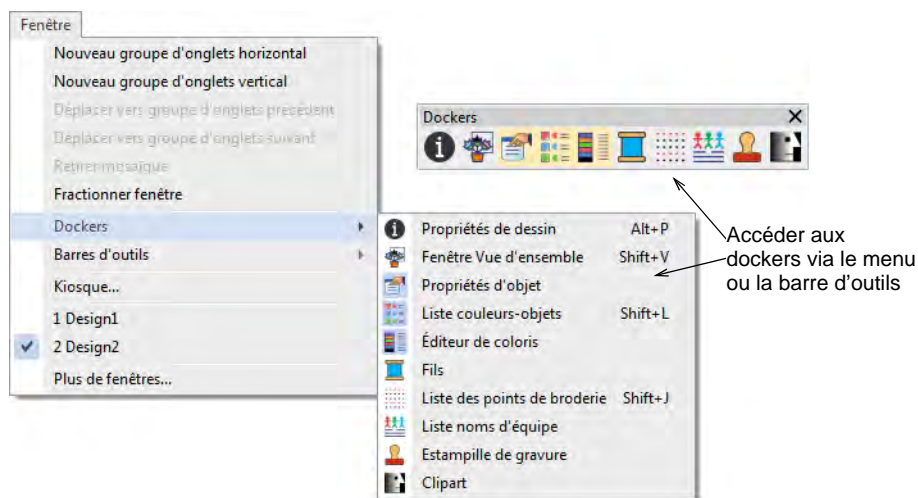 Fenêtre
Nouveau groupe d'onglets horizontal
Nouveau groupe d'onglets vertical
Déplacer vers groupe d'onglets précédent
Déplacer vers groupe d'onglets suivant
Retirer mosaïque
Fractionner fenêtre
Dockers
Barres d'outils
Kiosque...
1 Design1
2 Design2
Plus de fenêtres...
Dockers
Propriétés de dessin Alt+P
Fenêtre Vue d'ensemble Shift+V
Propriétés d'objet
Liste couleurs-objets Shift+L
Éditeur de coloris
Fils
Liste des points de broderie Shift+J
Liste noms d'équipe
Estampille de gravure
Clipart
Accéder aux
dockers via le menu
ou la barre d'outils